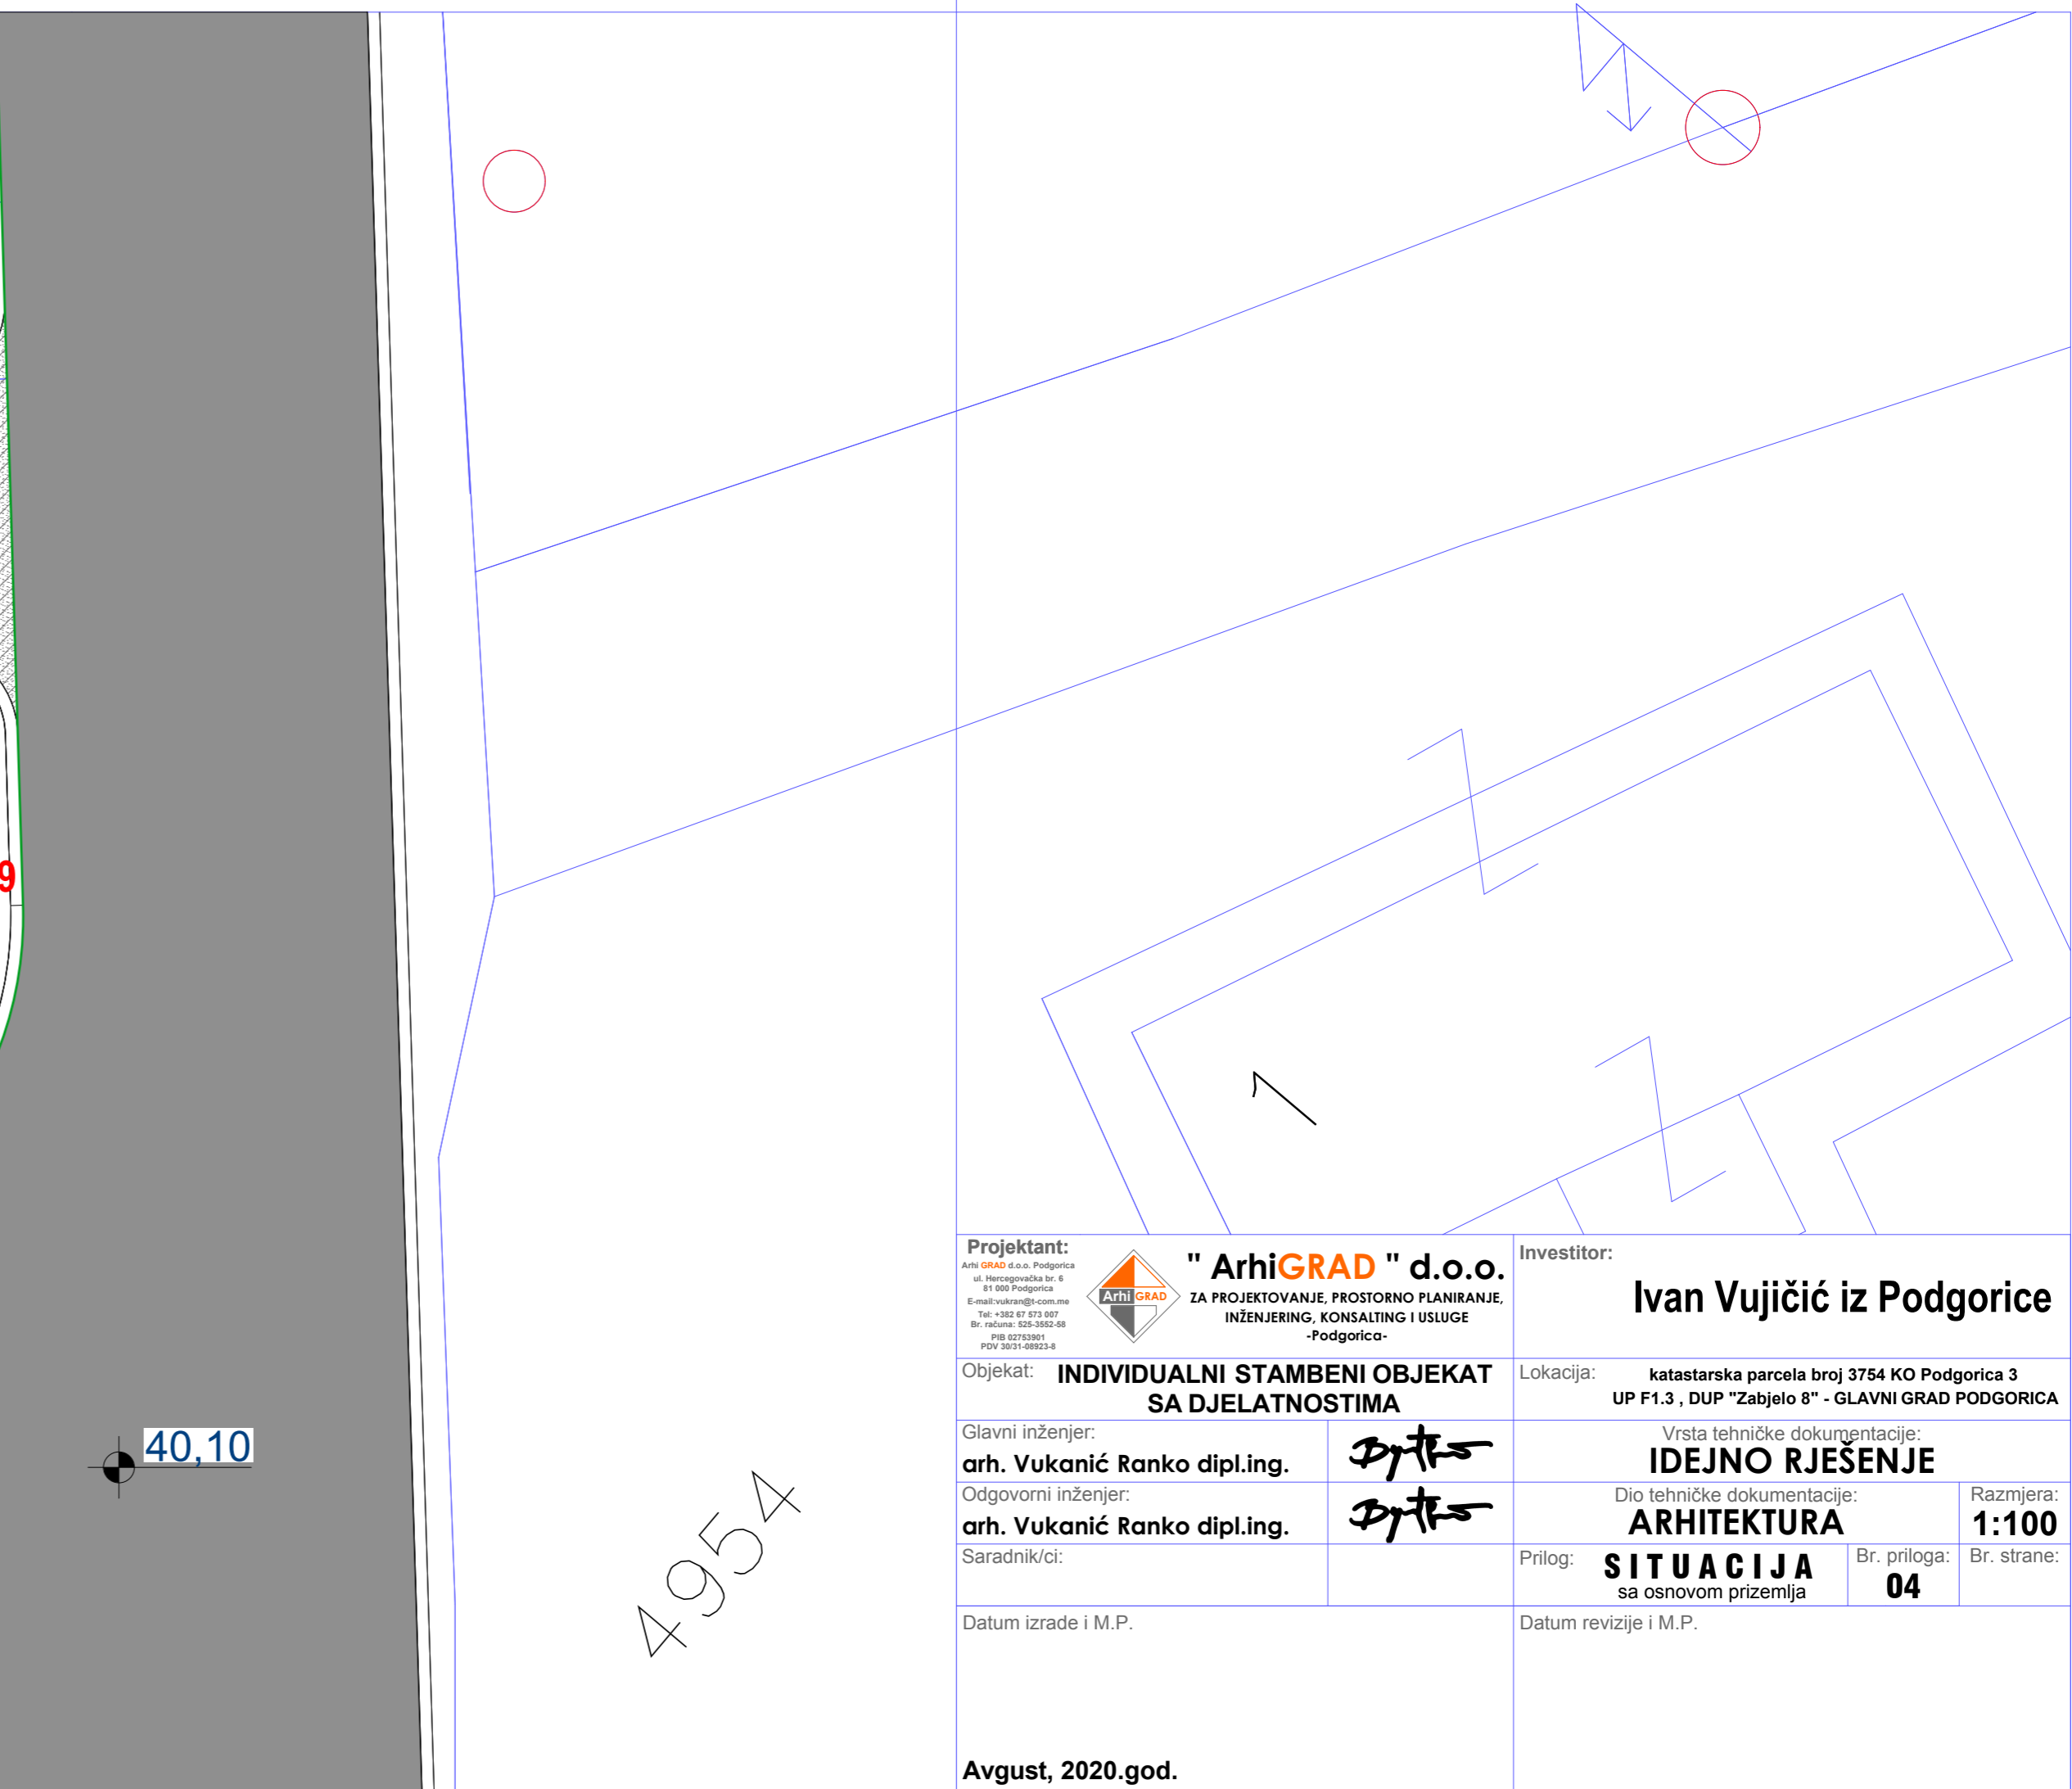 9
40,10
4954
1
Projektant:
Arhi GRAD d.o.o. Podgorica
ul. Hercegovačka br. 6
81 000 Podgorica
E-mail:vukran@t-com.me
Tel: +382 67 573 007
Br. računa: 525-3552-58
PIB 02753901
PDV 30/31-08923-8
Arhi GRAD
" ArhiGRAD " d.o.o.
ZA PROJEKTOVANJE, PROSTORNO PLANIRANJE,
INŽENJERING, KONSALTING I USLUGE
-Podgorica-
Investitor:
Ivan Vujičić iz Podgorice
Objekat: INDIVIDUALNI STAMBENI OBJEKAT
SA DJELATNOSTIMA
Lokacija: katastarska parcela broj 3754 KO Podgorica 3
UP F1.3 , DUP "Zabjelo 8" - GLAVNI GRAD PODGORICA
Glavni inženjer:
arh. Vukanić Ranko dipl.ing.
Vrsta tehničke dokumentacije:
IDEJNO RJEŠENJE
Odgovorni inženjer:
arh. Vukanić Ranko dipl.ing.
Dio tehničke dokumentacije:
ARHITEKTURA
Razmjera:
1:100
Saradnik/ci:
Prilog: SITUACIJA
sa osnovom prizemlja
Br. priloga:
04
Br. strane:
Datum izrade i M.P.
Datum revizije i M.P.
Avgust, 2020.god.